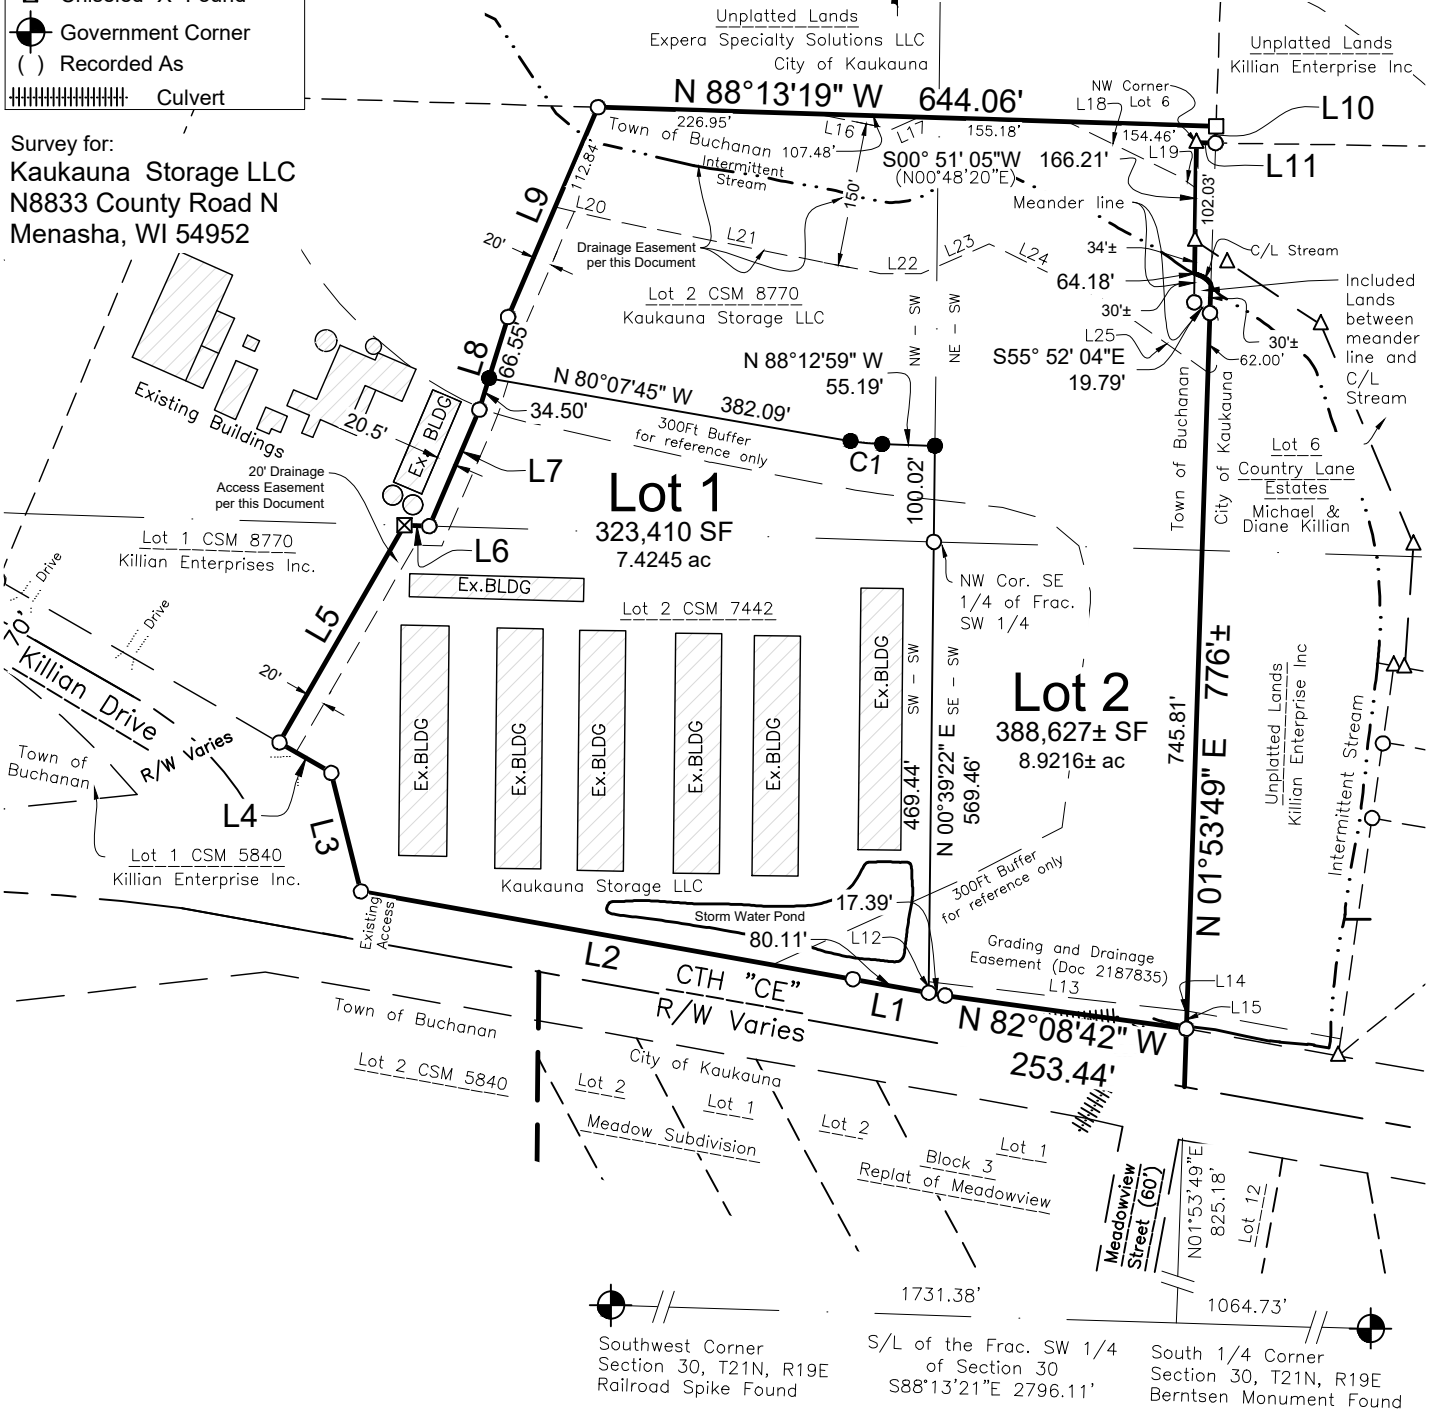 Chiseled "X" Found
Government Corner
( ) Recorded As
Culvert
Survey for:
Kaukauna Storage LLC
N8833 County Road N
Menasha, WI 54952
Unplatted Lands
Expera Specialty Solutions LLC
City of Kaukauna
Unplatted Lands
Killian Enterprise Inc
NW Corner
Lot 6
N 88°13'19" W 644.06'
L10
L11
226.95'
Town of Buchanan
107.48'
L16
L17
155.18'
L18
154.46'
L19
Intermittent
Stream
S00° 51' 05"W 166.21'
(N00°48'20"E)
102.03'
Meander line
150'
112.84'
L9
L20
20'
L21
L22
L23
L24
Drainage Easement
per this Document
34'±
C/L Stream
64.18'
30'±
Included
Lands
between
meander
line and
C/L
Stream
Lot 2 CSM 8770
Kaukauna Storage LLC
NW - SW
NE - SW
L25
30'±
62.00'
S55° 52' 04"E
19.79'
L8
66.55'
N 88°12'59" W
55.19'
N 80°07'45" W 382.09'
34.50'
C1
300Ft Buffer
for reference only
Existing Buildings
20.5'
Ex. BLDG
L7
20' Drainage
Access Easement
per this Document
Lot 1
323,410 SF
7.4245 ac
100.02'
Town of Buchanan
City of Kaukauna
Lot 6
Country Lane
Estates
Michael &
Diane Killian
Lot 1 CSM 8770
Killian Enterprises Inc.
L6
Drive
Drive
L5
20'
70'
Killian Drive
R/W Varies
Ex.BLDG
Lot 2 CSM 7442
NW Cor. SE
1/4 of Frac.
SW 1/4
Ex.BLDG
Ex.BLDG
Ex.BLDG
Ex.BLDG
Ex.BLDG
Ex.BLDG
SW - SW
SE - SW
469.44'
N 00°39'22" E
569.46'
Lot 2
388,627± SF
8.9216± ac
N 01°53'49" E 776'±
745.81'
Unplatted Lands
Killian Enterprise Inc
Intermittent Stream
Town of
Buchanan
L4
L3
Lot 1 CSM 5840
Killian Enterprise Inc.
Kaukauna Storage LLC
Existing
Access
Storm Water Pond
17.39'
80.11'
L12
300Ft Buffer
for reference only
Grading and Drainage
Easement (Doc 2187835)
L13
L14
L15
L2
L1
CTH "CE"
R/W Varies
N 82°08'42" W
253.44'
Town of Buchanan
City of Kaukauna
Lot 2 CSM 5840
Lot 2
Lot 1
Meadow Subdivision
Lot 2
Lot 1
Block 3
Replat of Meadowview
Meadowview
Street (60')
N01°53'49"E
825.18'
Lot 12
1731.38'
1064.73'
Southwest Corner
Section 30, T21N, R19E
Railroad Spike Found
S/L of the Frac. SW 1/4
of Section 30
S88°13'21"E 2796.11'
South 1/4 Corner
Section 30, T21N, R19E
Berntsen Monument Found